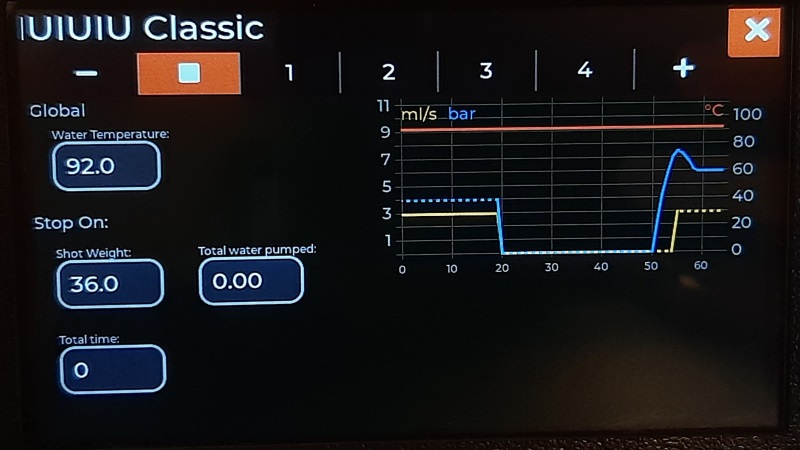 IUIUIU Classic
1 2 3 4 +
Global
Water Temperature:
92.0
Stop On:
Shot Weight:
36.0
Total water pumped:
0.00
Total time:
0
ml/s bar °C
11
9
7
5
3
1
100
80
60
40
20
0
0 10 20 30 40 50 60